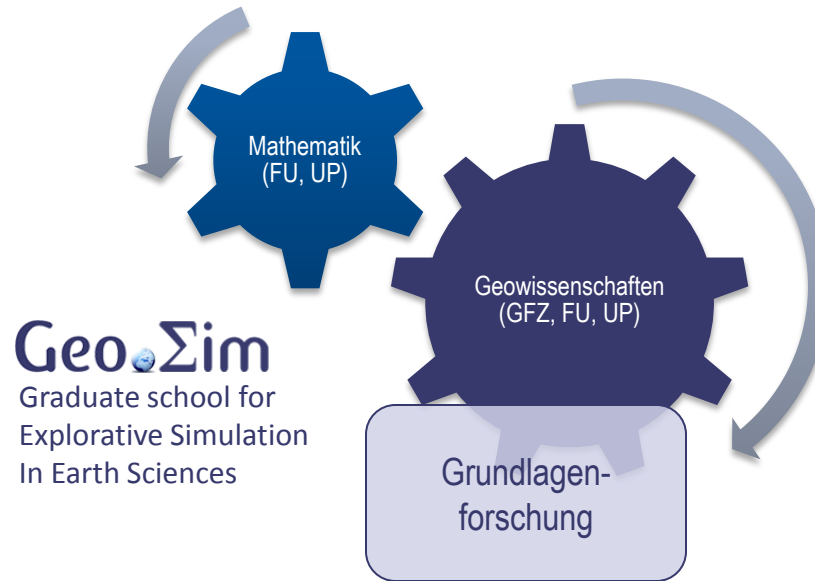 Mathematik
(FU, UP)
Geowissenschaften
(GFZ, FU, UP)
Geo.Σim
Graduate school for
Explorative Simulation
In Earth Sciences
Grundlagen-
forschung